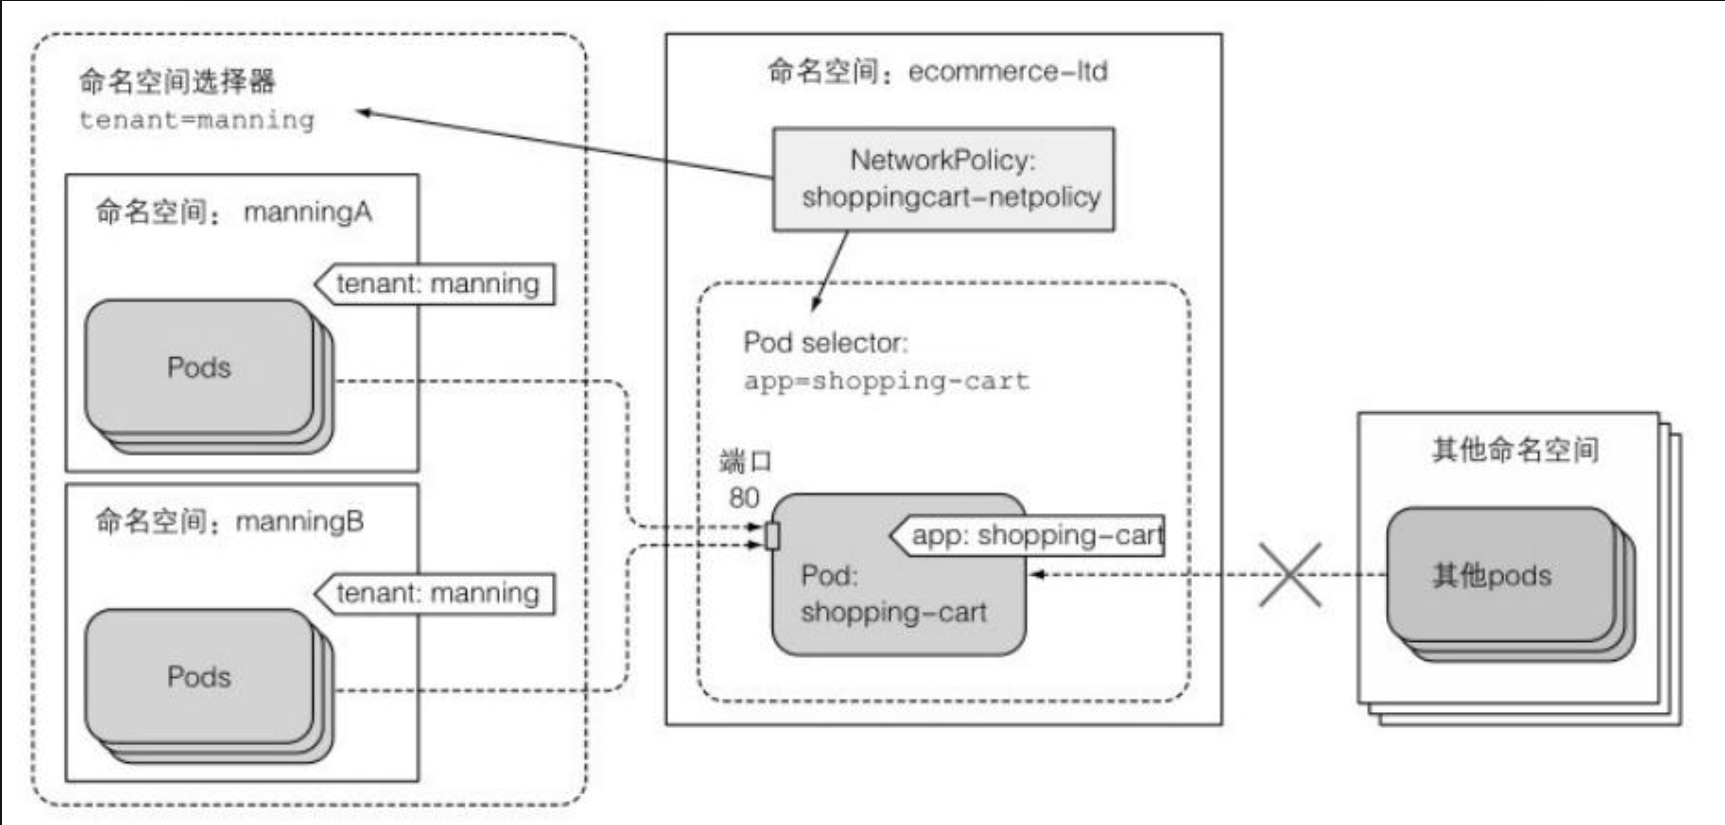 命名空间选择器
tenant=manning
命名空间：manningA
tenant: manning
Pods
命名空间：manningB
tenant: manning
Pods
命名空间：ecommerce-ltd
NetworkPolicy:
shoppingcart-netpolicy
Pod selector:
app=shopping-cart
端口
80
app: shopping-cart
Pod:
shopping-cart
其他命名空间
其他pods